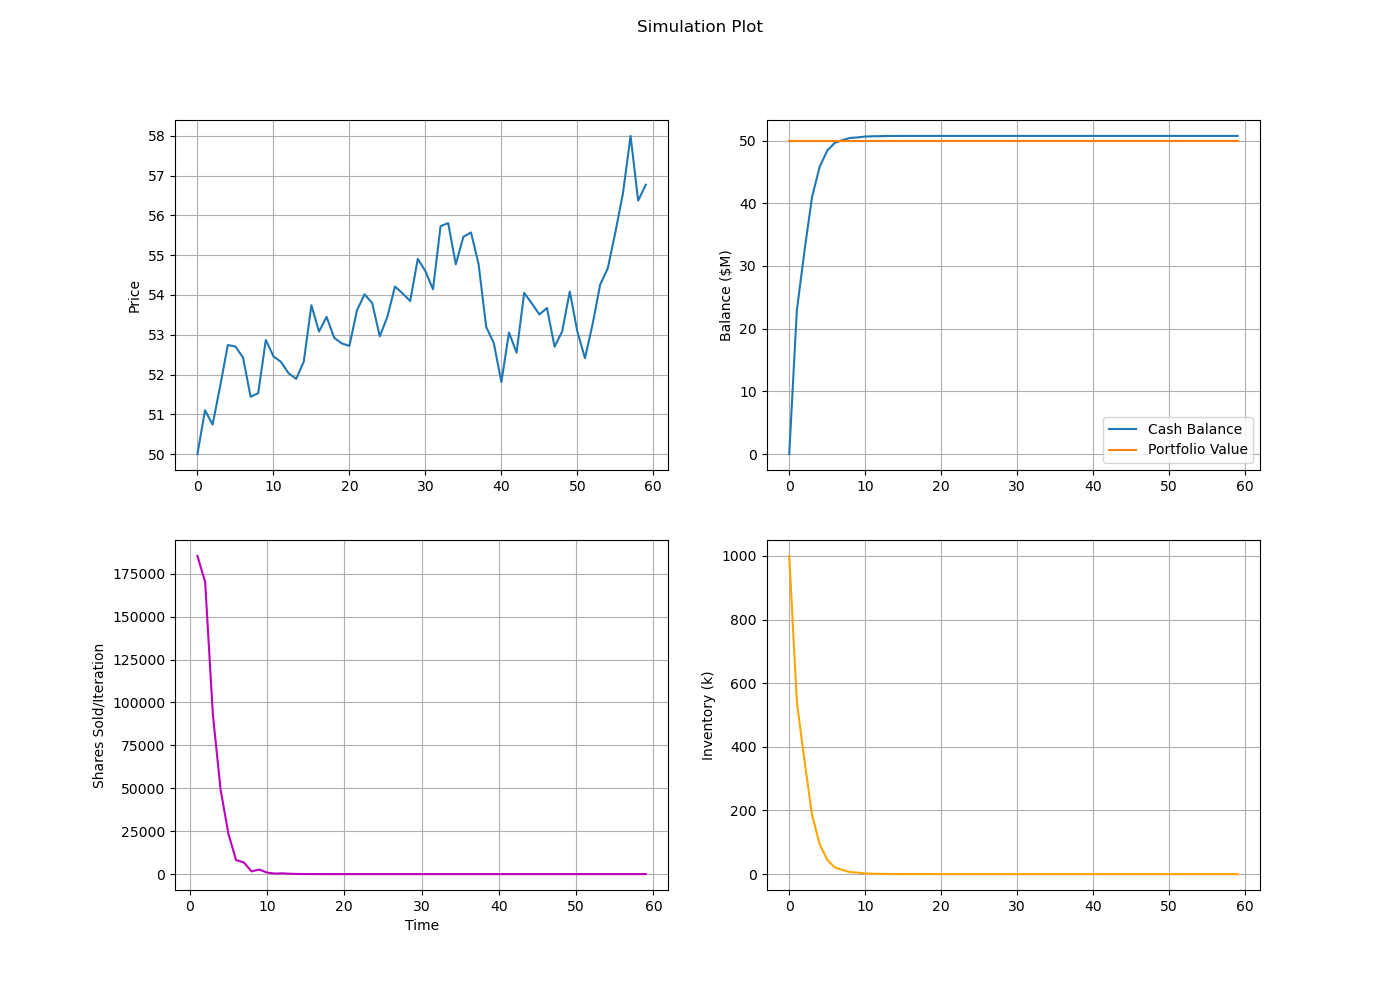 Simulation Plot
Price
58
57
56
55
54
53
52
51
50
0 10 20 30 40 50 60
Balance ($M)
50
40
30
20
10
0
Cash Balance
Portfolio Value
0 10 20 30 40 50 60
Shares Sold/Iteration
175000
150000
125000
100000
75000
50000
25000
0
0 10 20 30 40 50 60
Time
Inventory (k)
1000
800
600
400
200
0
0 10 20 30 40 50 60